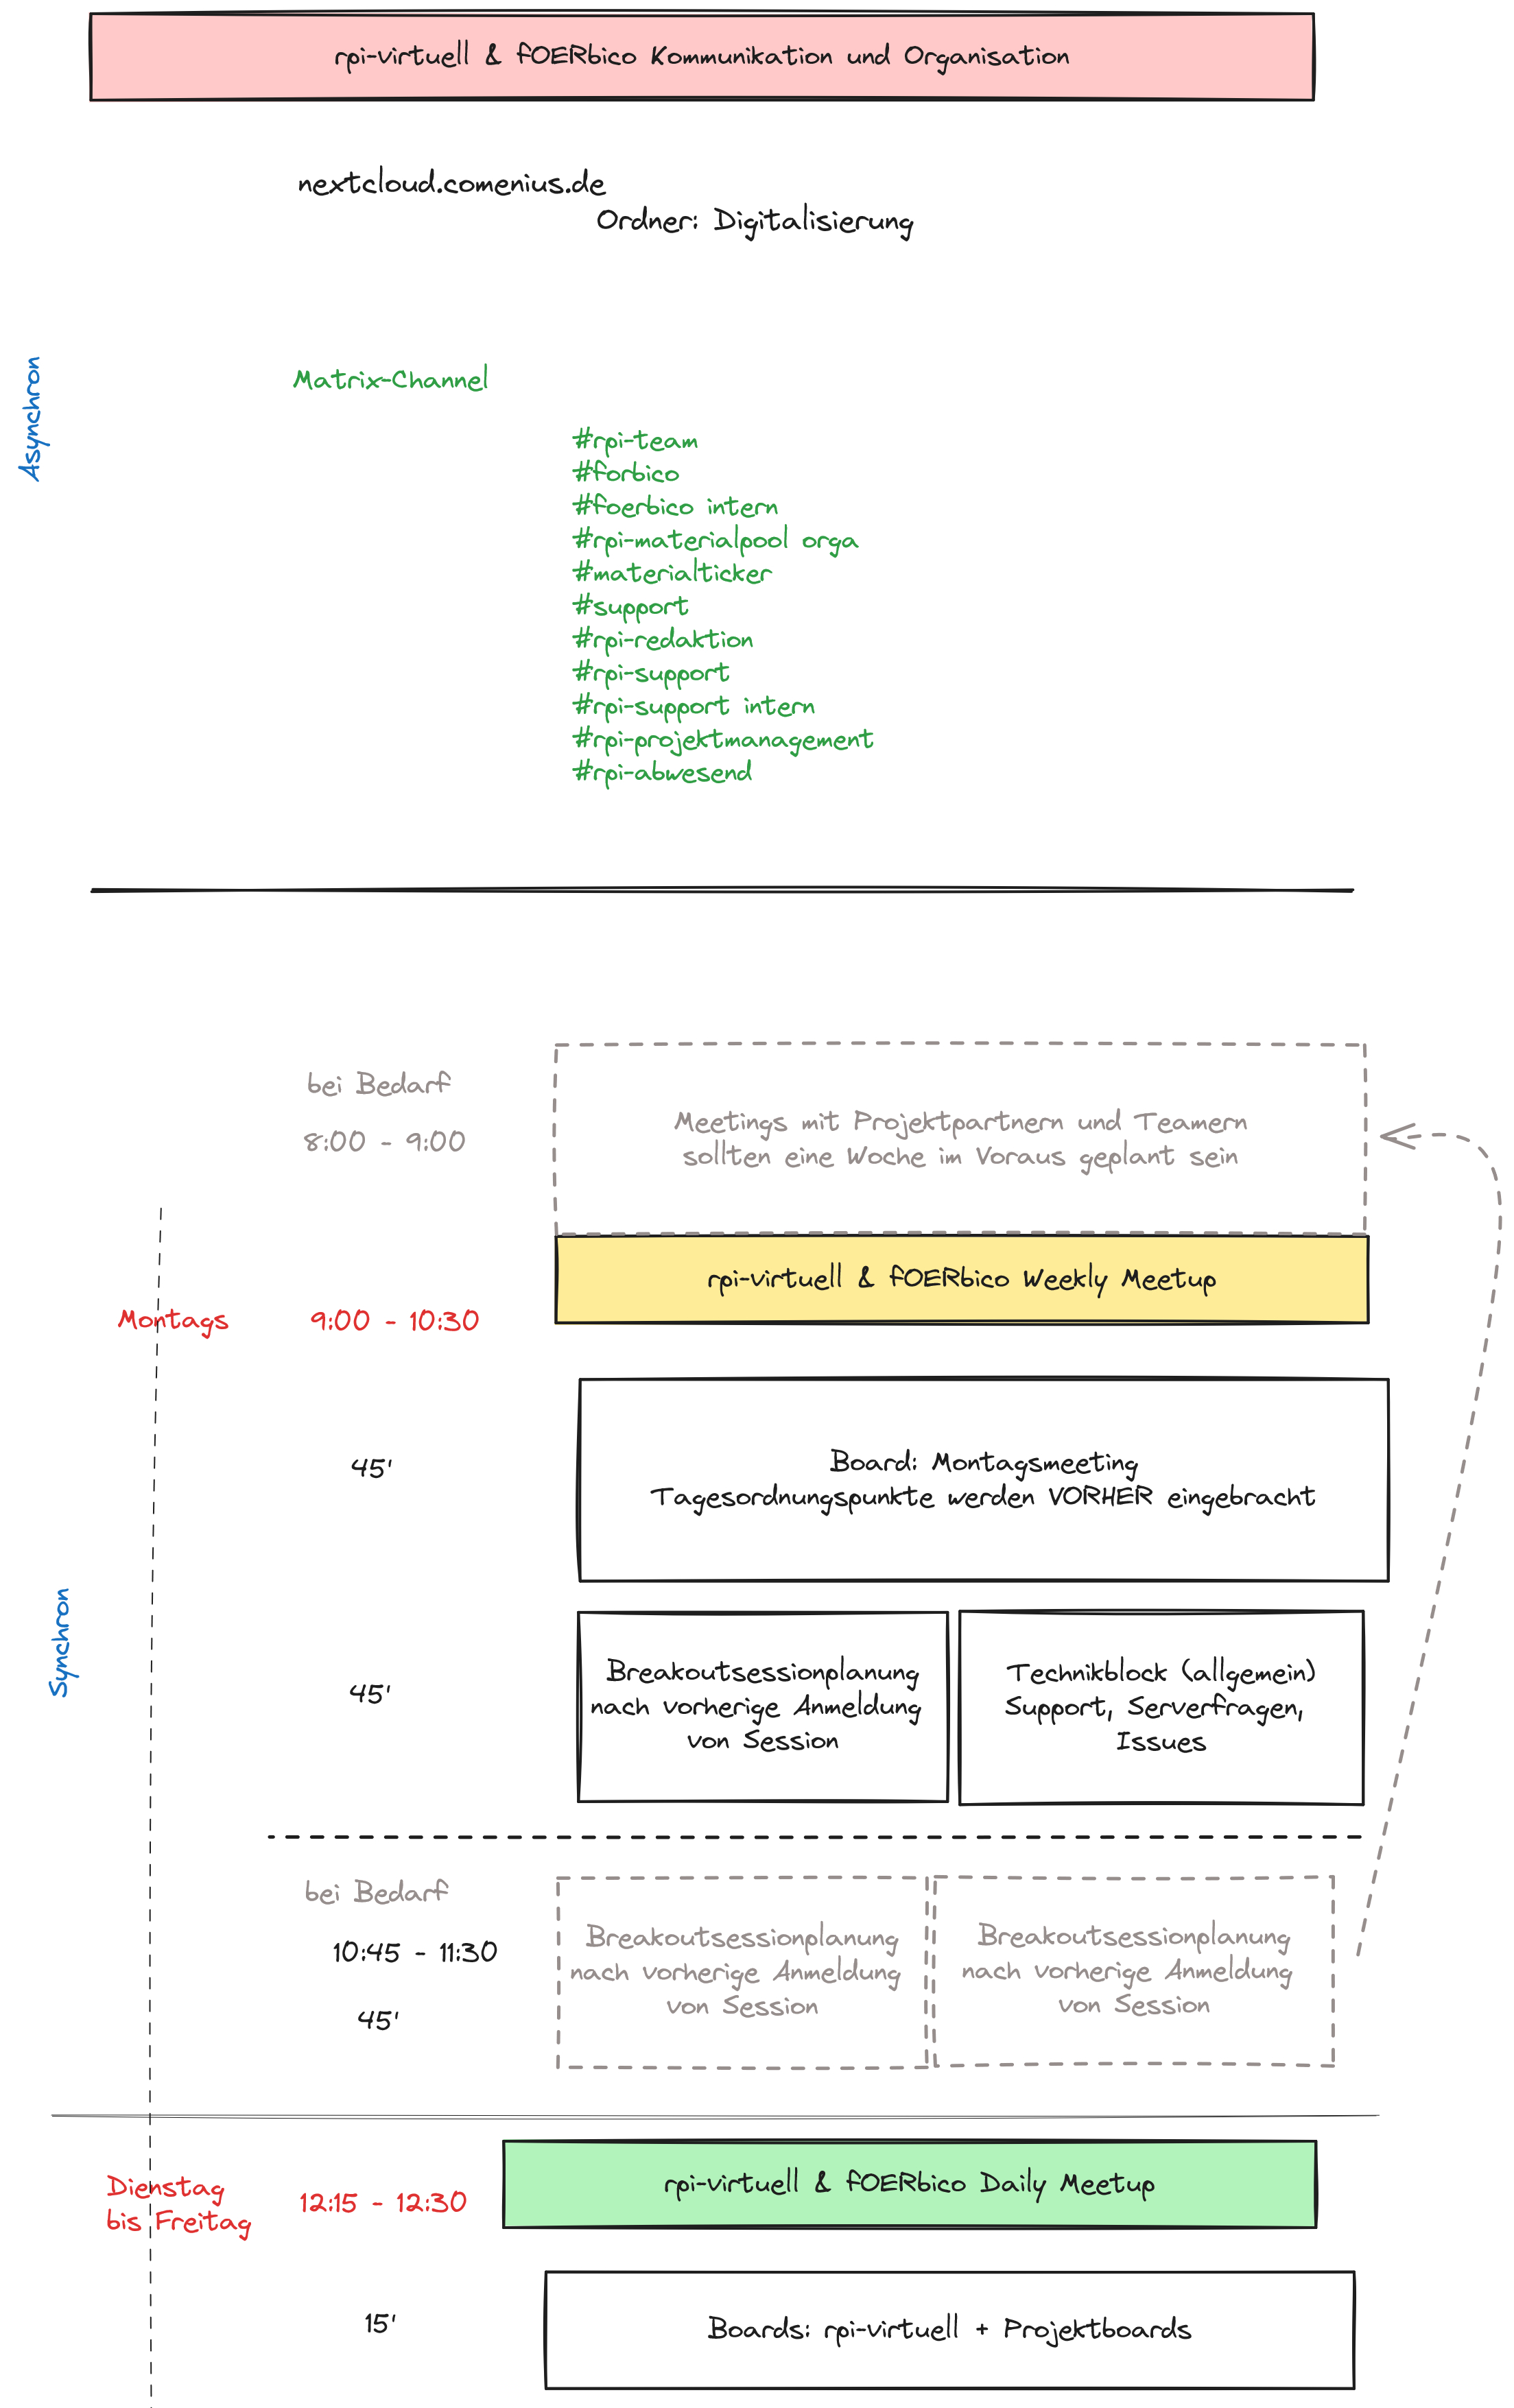 rpi-virtuell & fOERbico Kommunikation und Organisation
nextcloud.comenius.de
Ordner: Digitalisierung
Asynchron
Matrix-Channel
#rpi-team
#forbico
#foerbico intern
#rpi-materialpool orga
#materialticker
#support
#rpi-redaktion
#rpi-support
#rpi-support intern
#rpi-projektmanagement
#rpi-abwesend
Synchron
bei Bedarf
8:00 - 9:00
Meetings mit Projektpartnern und Teamern
sollten eine Woche im Voraus geplant sein
Montags
9:00 - 10:30
rpi-virtuell & fOERbico Weekly Meetup
45'
Board: Montagsmeeting
Tagesordnungspunkte werden VORHER eingebracht
45'
Breakoutsessionplanung
nach vorherige Anmeldung
von Session
Technikblock (allgemein)
Support, Serverfragen,
Issues
bei Bedarf
10:45 - 11:30
45'
Breakoutsessionplanung
nach vorherige Anmeldung
von Session
Breakoutsessionplanung
nach vorherige Anmeldung
von Session
Dienstag
bis Freitag
12:15 - 12:30
rpi-virtuell & fOERbico Daily Meetup
15'
Boards: rpi-virtuell + Projektboards